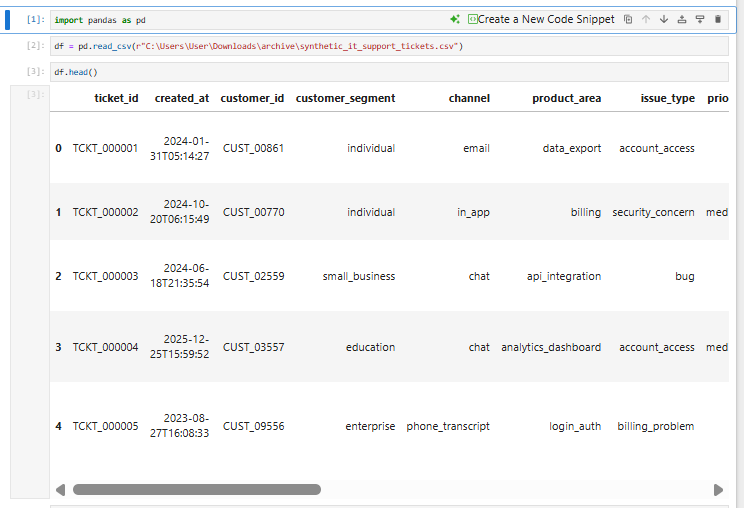 [1]: import pandas as pd Create a New Code Snippet
[2]: df = pd.read_csv(r"C:\Users\User\Downloads\archive\synthetic_it_support_tickets.csv")
[3]: df.head()
[3]: ticket_id created_at customer_id customer_segment channel product_area issue_type prio
0 TCKT_000001 2024-01-
31T05:14:27 CUST_00861 individual email data_export account_access
1 TCKT_000002 2024-10-
20T06:15:49 CUST_00770 individual in_app billing security_concern med
2 TCKT_000003 2024-06-
18T21:35:54 CUST_02559 small_business chat api_integration bug
3 TCKT_000004 2025-12-
25T15:59:52 CUST_03557 education chat analytics_dashboard account_access med
4 TCKT_000005 2023-08-
27T16:08:33 CUST_09556 enterprise phone_transcript login_auth billing_problem